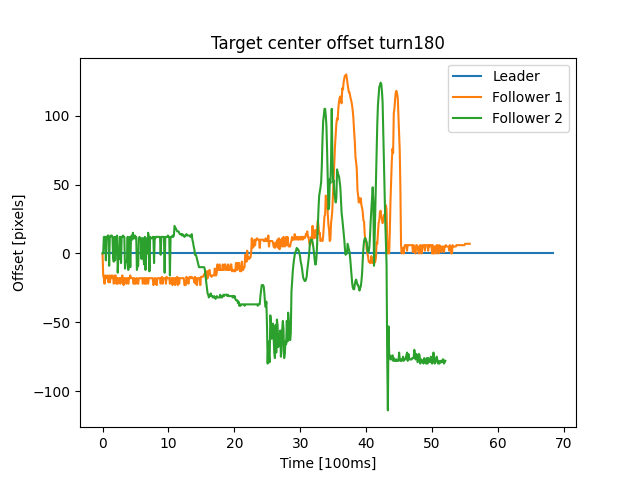 Target center offset turn180
Leader
Follower 1
Follower 2
100
50
0
−50
−100
Offset [pixels]
0 10 20 30 40 50 60 70
Time [100ms]